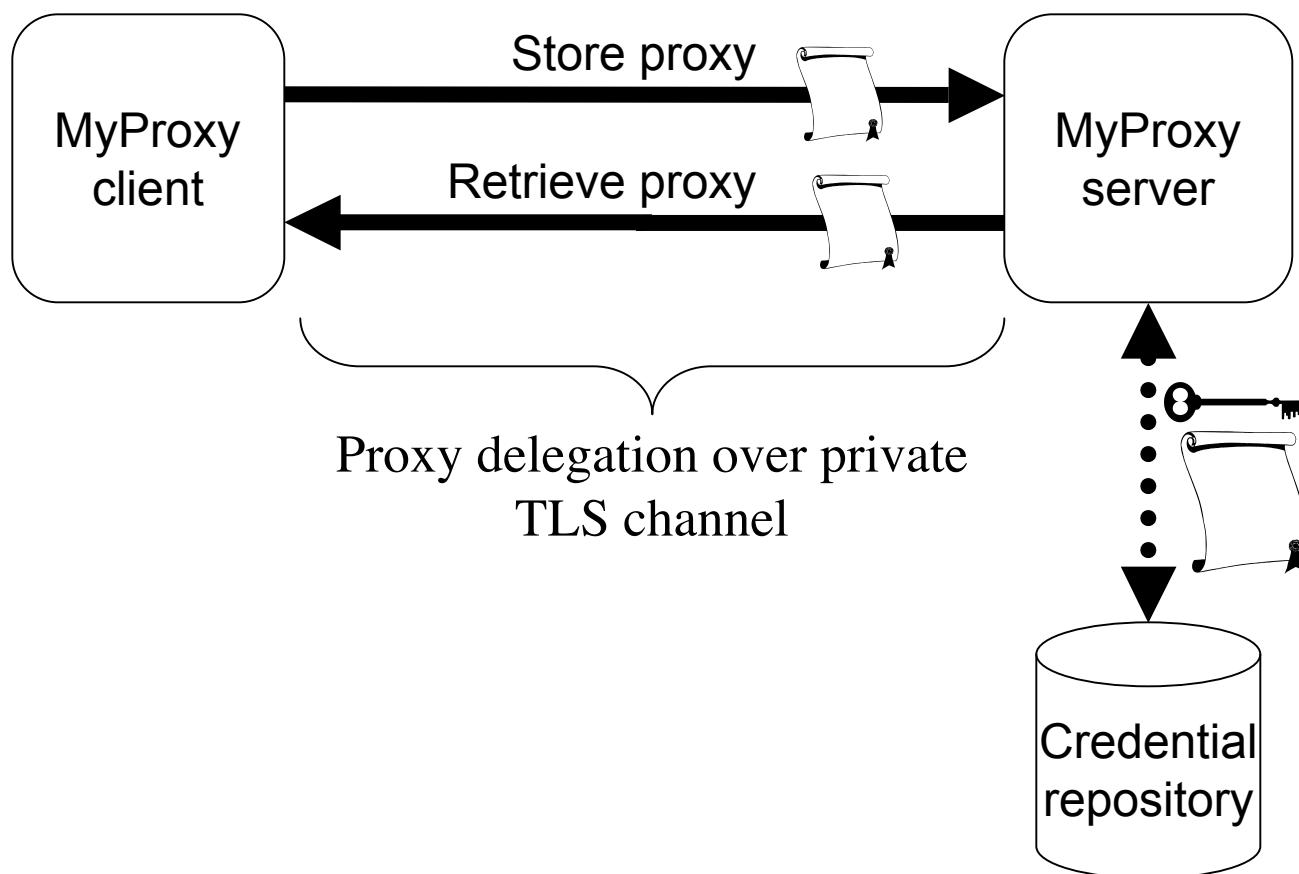 Store proxy
MyProxy
client
MyProxy
server
Retrieve proxy
Proxy delegation over private
TLS channel
Credential
repository